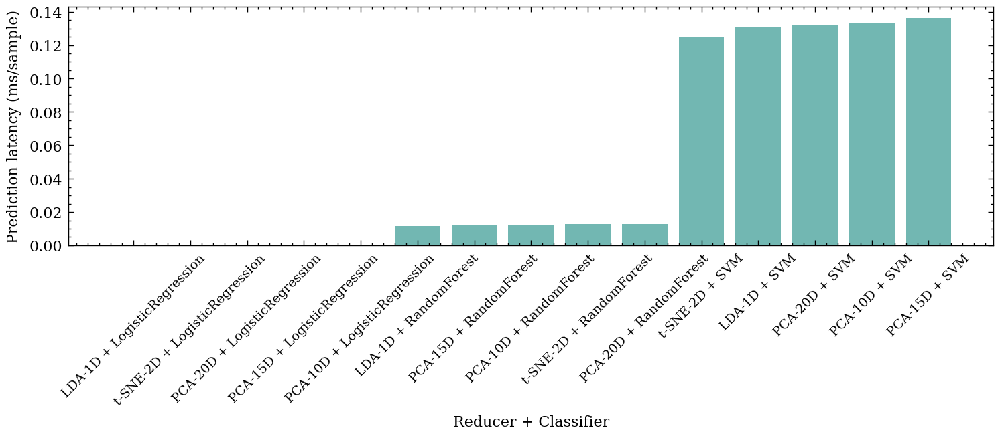 Prediction latency (ms/sample)
0.14
0.12
0.10
0.08
0.06
0.04
0.02
0.00
LDA-1D + LogisticRegression
t-SNE-2D + LogisticRegression
PCA-20D + LogisticRegression
PCA-15D + LogisticRegression
PCA-10D + LogisticRegression
LDA-1D + RandomForest
PCA-15D + RandomForest
PCA-10D + RandomForest
t-SNE-2D + RandomForest
PCA-20D + RandomForest
t-SNE-2D + SVM
LDA-1D + SVM
PCA-20D + SVM
PCA-10D + SVM
PCA-15D + SVM
Reducer + Classifier